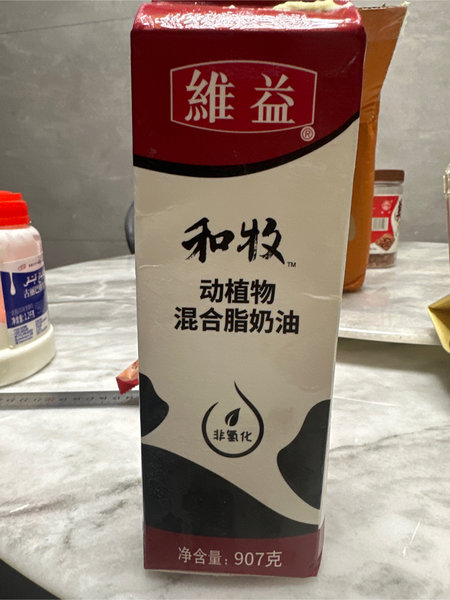 維益®
和牧™
动植物
混合脂奶油
非氢化
净含量: 907克